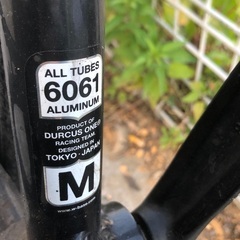 ALL TUBES
6061
ALUMINUM
PRODUCT OF
DURCUS ONE®
RACING TEAM.
DESIGNED IN
TOKYO·JAPAN
M